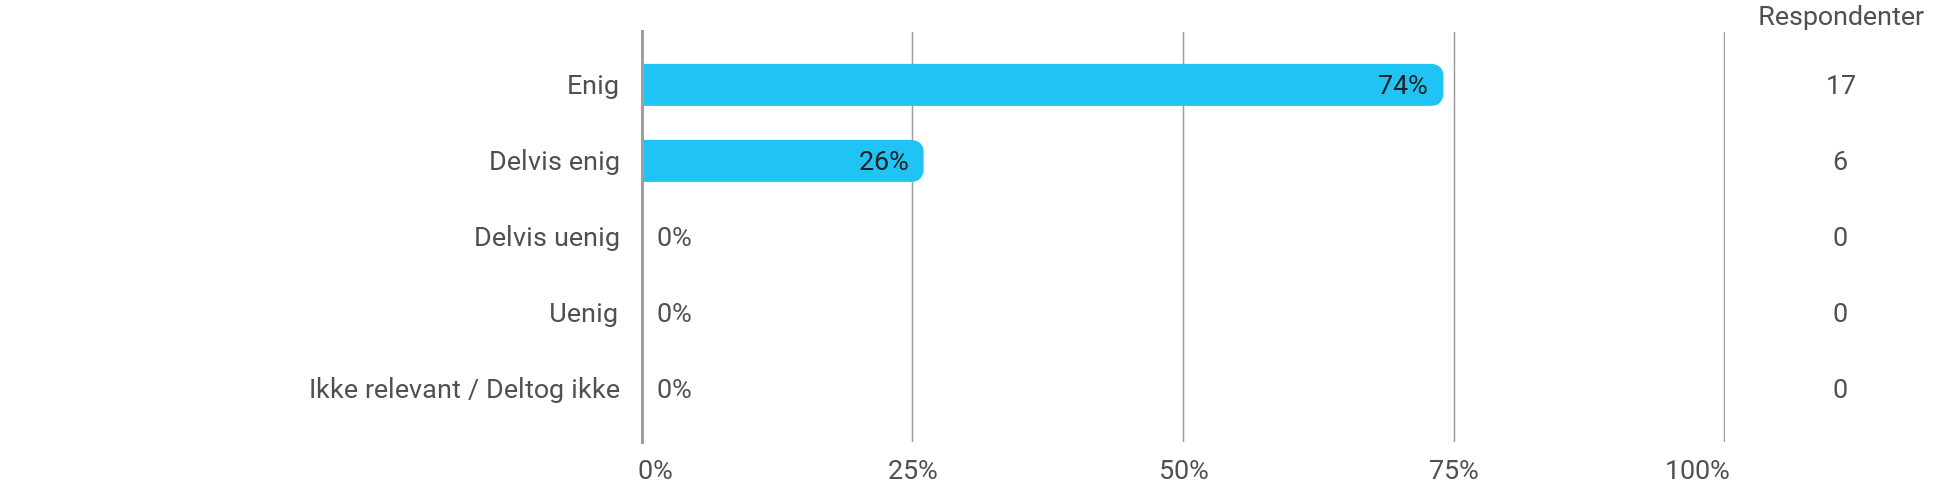 Respondenter
Enig 74% 17
Delvis enig 26% 6
Delvis uenig 0% 0
Uenig 0% 0
Ikke relevant / Deltog ikke 0% 0
0% 25% 50% 75% 100%